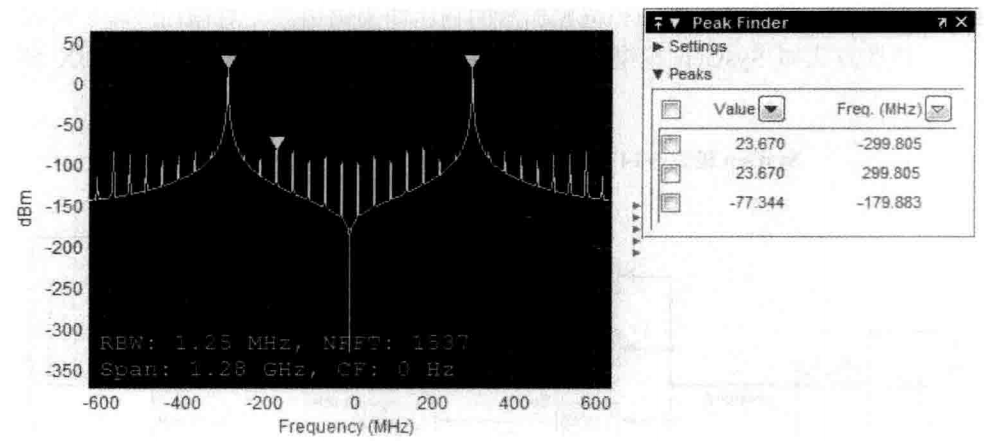 50
0
-50
-100
-150
-200
-250
-300
-350
dBm
RBW: 1.25 MHz, NFFT: 1537
Span: 1.28 GHz, CF: 0 Hz
-600 -400 -200 0 200 400 600
Frequency (MHz)
Peak Finder
Settings
Peaks
Value Freq. (MHz)
23.670 -299.805
23.670 299.805
-77.344 -179.883